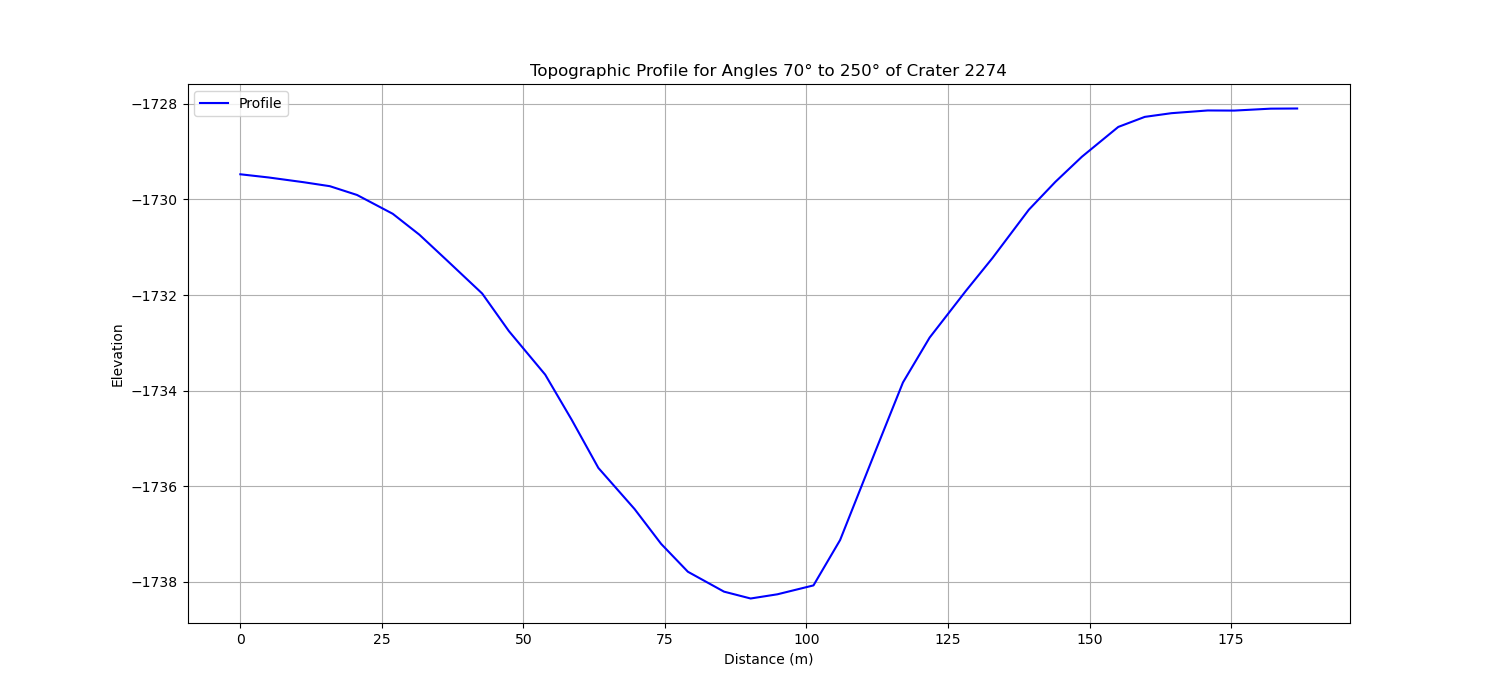 Topographic Profile for Angles 70° to 250° of Crater 2274
Profile
−1728
−1730
−1732
−1734
−1736
−1738
Elevation
0 25 50 75 100 125 150 175
Distance (m)